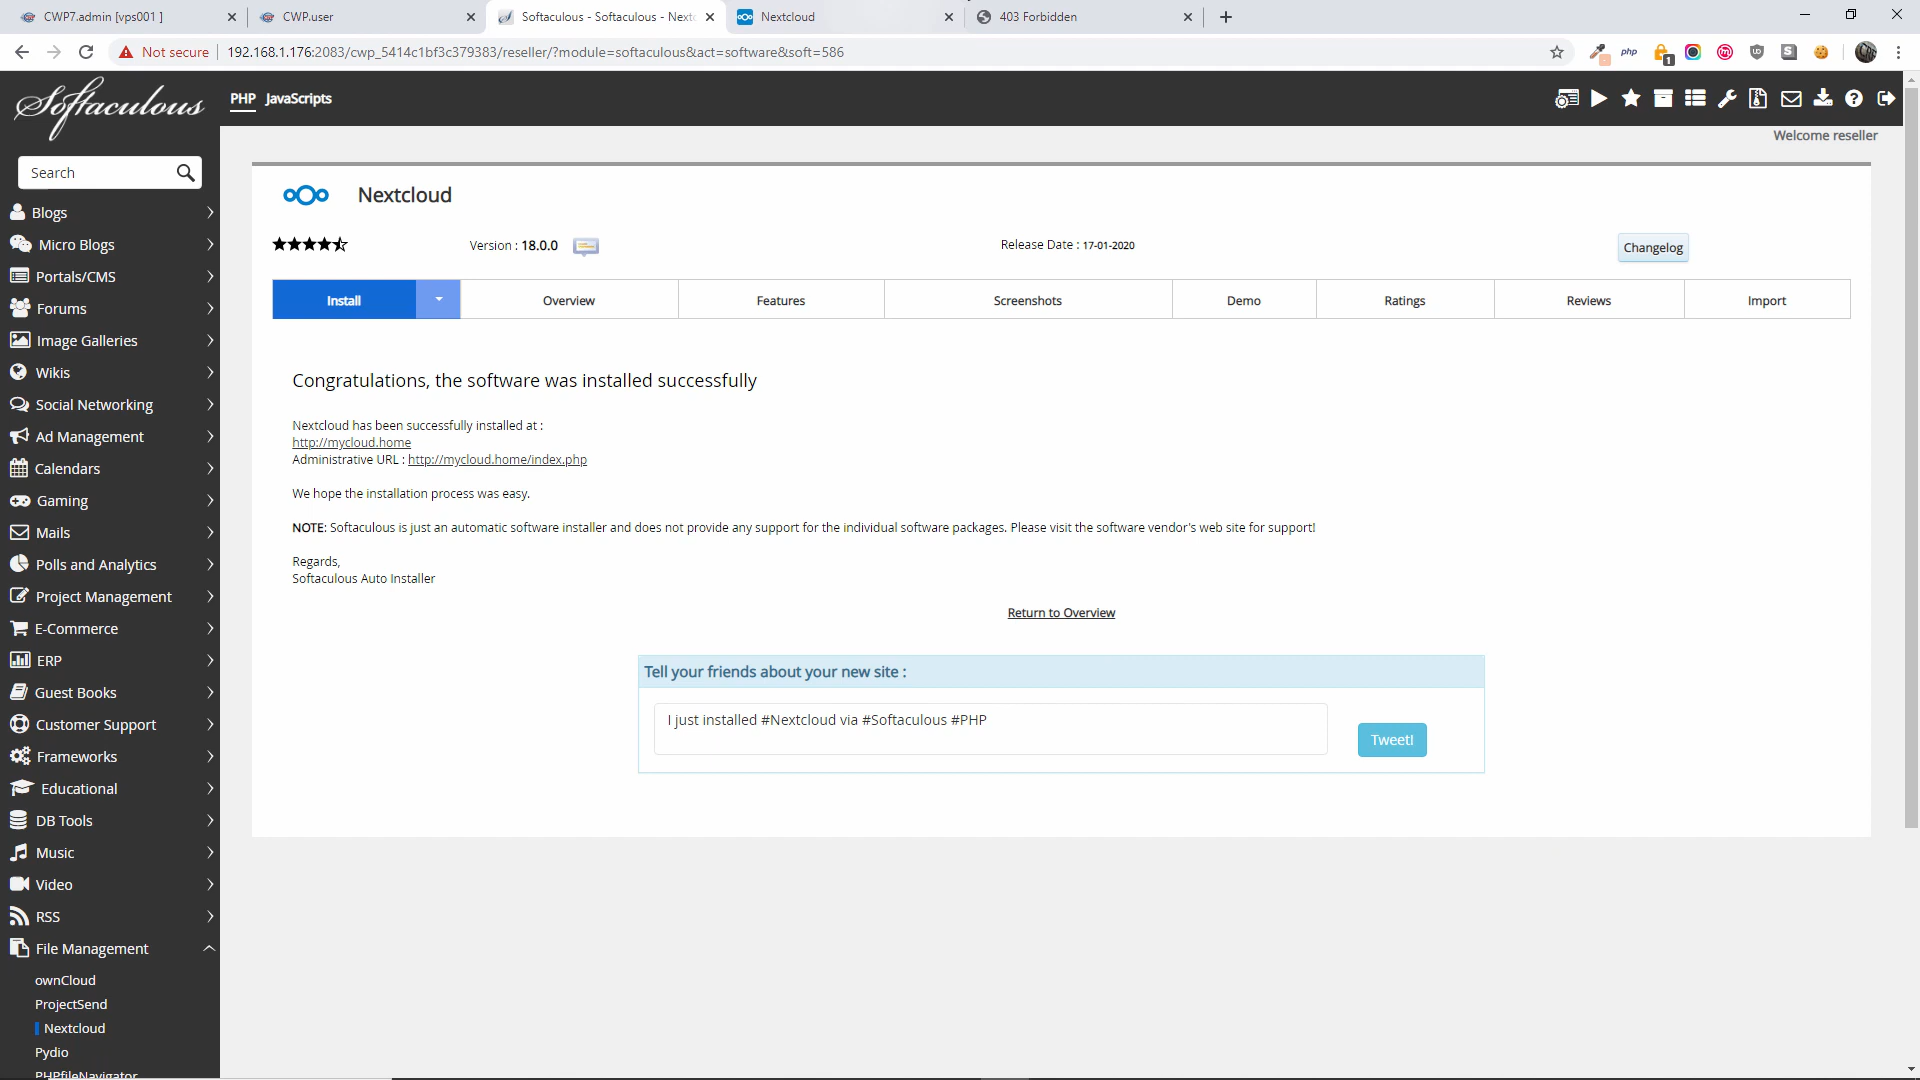 CWP7.admin [vps001 ]
CWP.user
Softaculous - Softaculous - Nextc
Nextcloud
403 Forbidden
Not secure
192.168.1.176:2083/cwp_5414c1bf3c379383/reseller/?module=softaculous&act=software&soft=586
php
1
Softaculous
PHP JavaScripts
Welcome reseller
Search
Blogs
Micro Blogs
Portals/CMS
Forums
Image Galleries
Wikis
Social Networking
Ad Management
Calendars
Gaming
Mails
Polls and Analytics
Project Management
E-Commerce
ERP
Guest Books
Customer Support
Frameworks
Educational
DB Tools
Music
Video
RSS
File Management
ownCloud
ProjectSend
Nextcloud
Pydio
PHPfileNavigator
Nextcloud
Version : 18.0.0
Release Date : 17-01-2020
Changelog
Install
Overview
Features
Screenshots
Demo
Ratings
Reviews
Import
Congratulations, the software was installed successfully
Nextcloud has been successfully installed at :
http://mycloud.home
Administrative URL : http://mycloud.home/index.php
We hope the installation process was easy.
NOTE: Softaculous is just an automatic software installer and does not provide any support for the individual software packages. Please visit the software vendor's web site for support!
Regards,
Softaculous Auto Installer
Return to Overview
Tell your friends about your new site :
I just installed #Nextcloud via #Softaculous #PHP
Tweet!